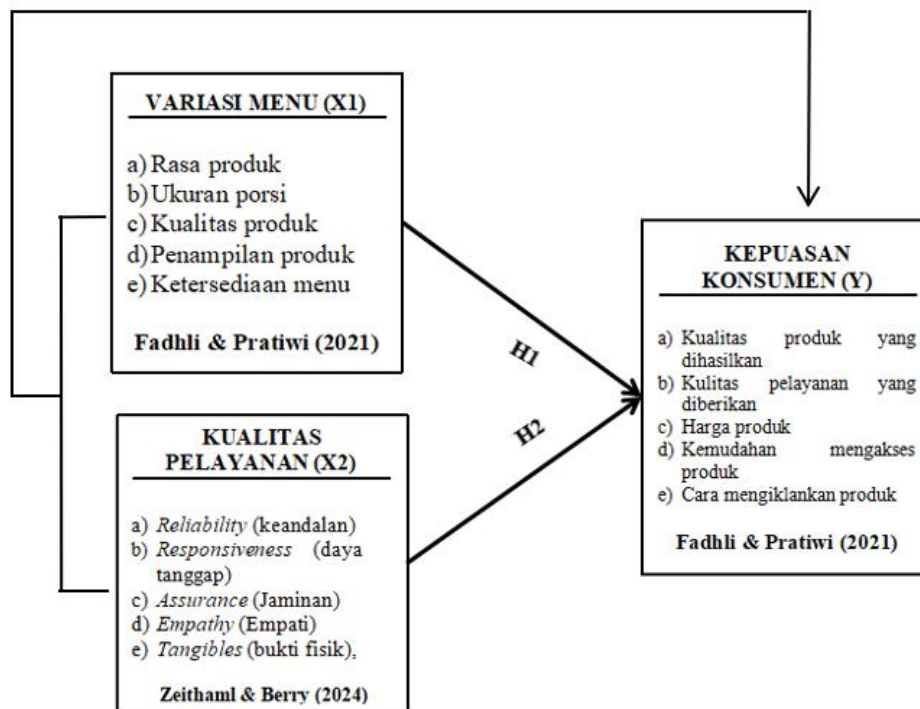 VARIASI MENU (X1)
a) Rasa produk
b) Ukuran porsi
c) Kualitas produk
d) Penampilan produk
e) Ketersediaan menu
Fadhli & Pratiwi (2021)
H1
H2
KUALITAS
PELAYANAN (X2)
a) Reliability (keandalan)
b) Responsiveness (daya
tanggap)
c) Assurance (Jaminan)
d) Empathy (Empati)
e) Tangibles (bukti fisik),
Zeithaml & Berry (2024)
KEPUASAN
KONSUMEN (Y)
a) Kualitas produk yang
dihasilkan
b) Kulitas pelayanan yang
diberikan
c) Harga produk
d) Kemudahan mengakses
produk
e) Cara mengiklankan produk
Fadhli & Pratiwi (2021)